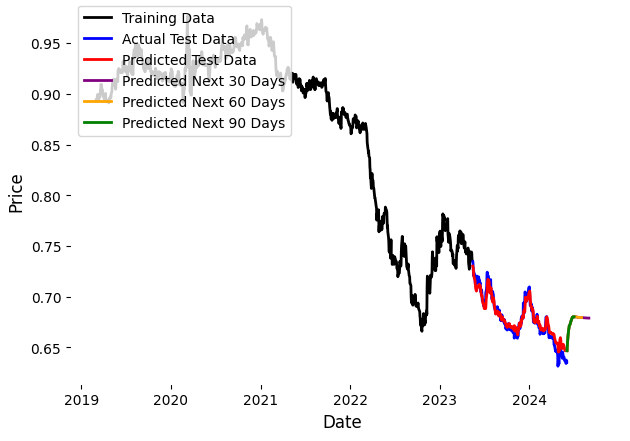 Training Data
Actual Test Data
Predicted Test Data
Predicted Next 30 Days
Predicted Next 60 Days
Predicted Next 90 Days
0.95
0.90
0.85
0.80
0.75
0.70
0.65
Price
2019 2020 2021 2022 2023 2024
Date